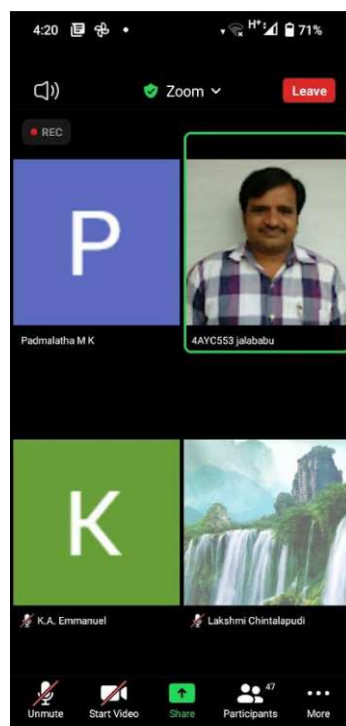 4:20 H+ 71%
Zoom Leave
REC
P
Padmalatha M K
4AYC553 jalababu
K
K.A. Emmanuel
Lakshmi Chintalapudi
47
Unmute Start Video Share Participants More